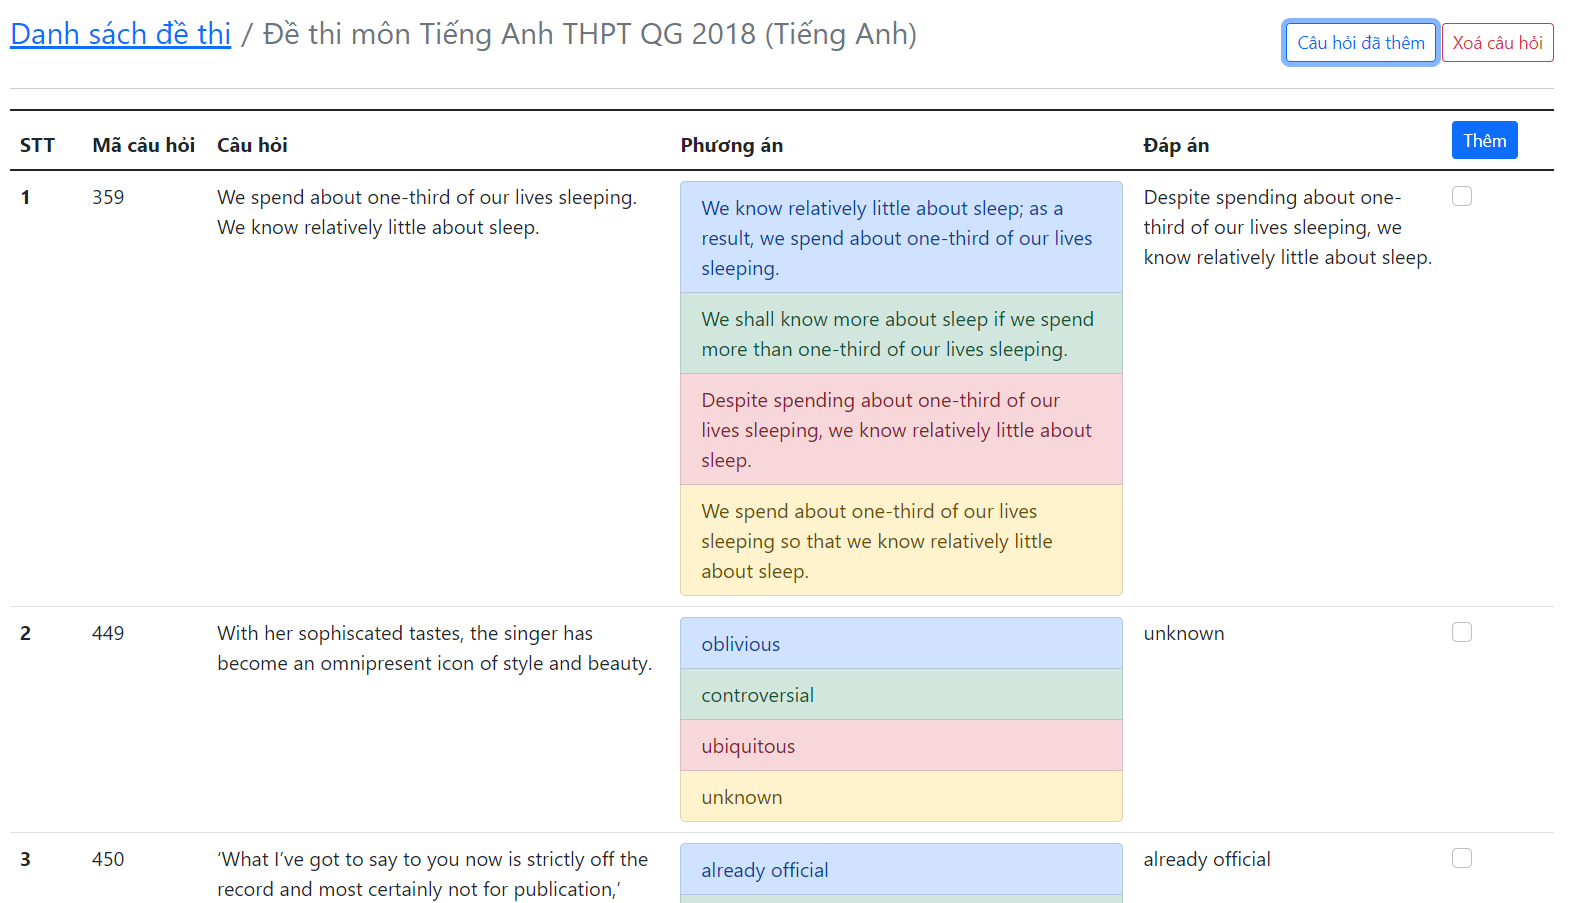 Danh sách đề thi / Đề thi môn Tiếng Anh THPT QG 2018 (Tiếng Anh)
Câu hỏi đã thêm
Xoá câu hỏi
STT
Mã câu hỏi
Câu hỏi
Phương án
Đáp án
Thêm
1
359
We spend about one-third of our lives sleeping.
We know relatively little about sleep.
We know relatively little about sleep; as a
result, we spend about one-third of our lives
sleeping.
We shall know more about sleep if we spend
more than one-third of our lives sleeping.
Despite spending about one-third of our
lives sleeping, we know relatively little about
sleep.
We spend about one-third of our lives
sleeping so that we know relatively little
about sleep.
Despite spending about one-
third of our lives sleeping, we
know relatively little about sleep.
2
449
With her sophiscated tastes, the singer has
become an omnipresent icon of style and beauty.
oblivious
controversial
ubiquitous
unknown
unknown
3
450
‘What I’ve got to say to you now is strictly off the
record and most certainly not for publication,’
already official
already official